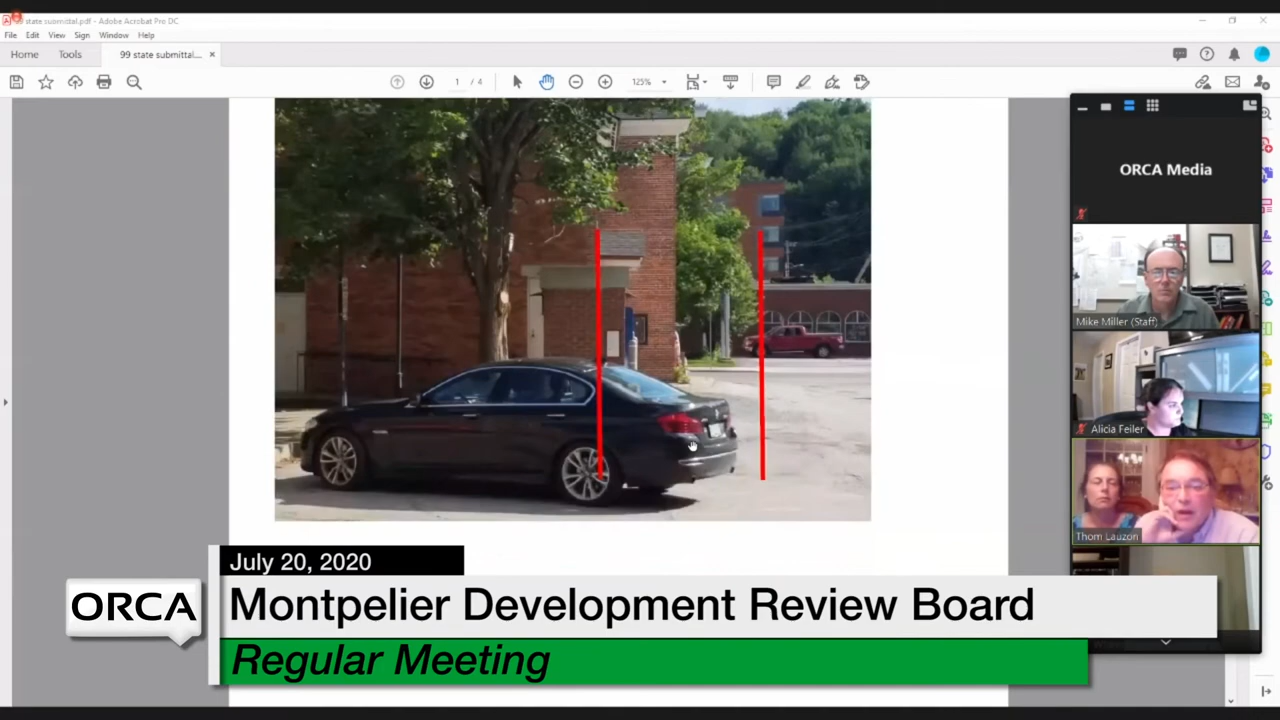 99 state submittal.pdf - Adobe Acrobat Pro DC
File Edit View Sign Window Help
Home Tools 99 state submittal... ×
1 / 4 125%
ORCA Media
Mike Miller (Staff)
Alicia Feiler
Thom Lauzon
July 20, 2020
ORCA
Montpelier Development Review Board
Regular Meeting